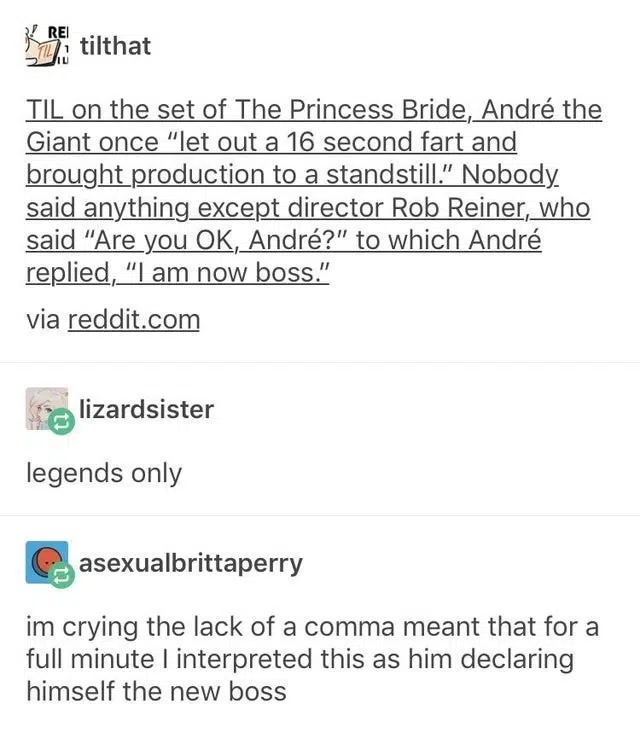 tilthat
TIL on the set of The Princess Bride, André the
Giant once “let out a 16 second fart and
brought production to a standstill.” Nobody
said anything except director Rob Reiner, who
said “Are you OK, André?” to which André
replied, “I am now boss.”
via reddit.com
lizardsister
legends only
asexualbrittaperry
im crying the lack of a comma meant that for a
full minute I interpreted this as him declaring
himself the new boss